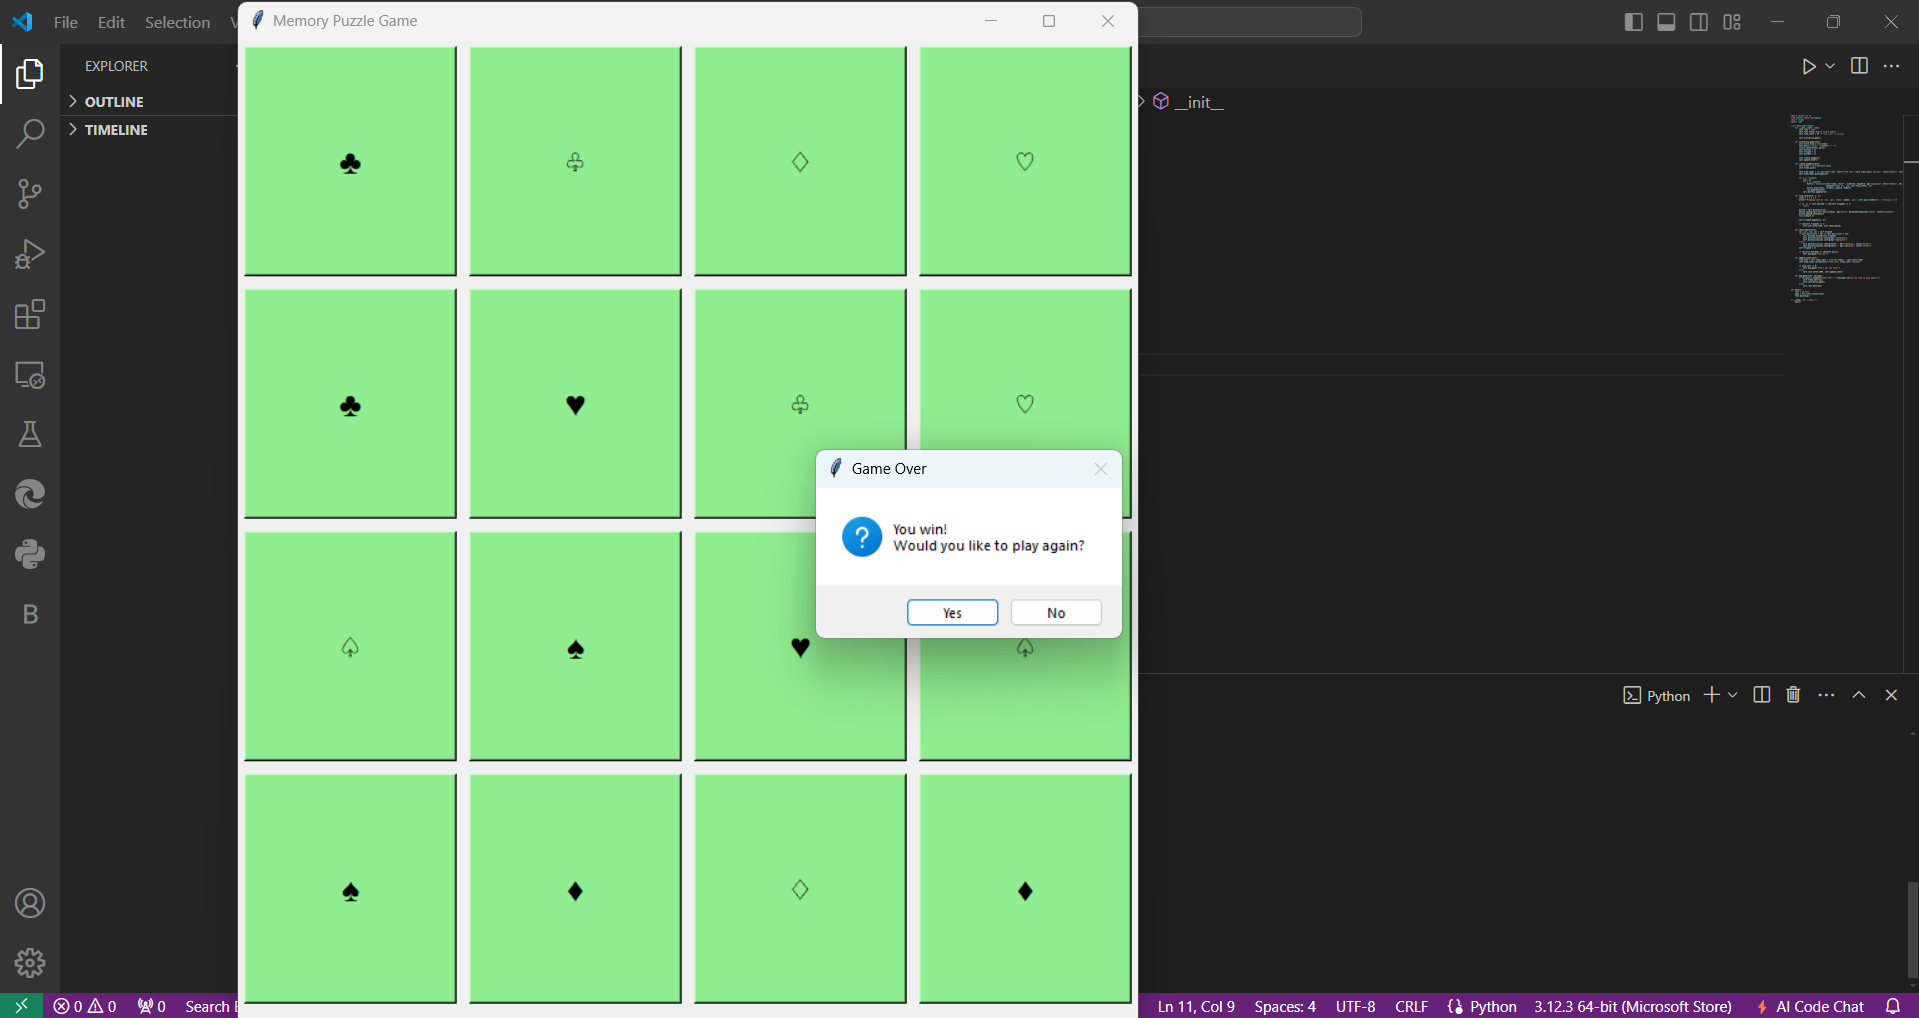 File Edit Selection
Memory Puzzle Game
EXPLORER
OUTLINE
TIMELINE
__init__
♣ ♧ ♢ ♡
♣ ♥ ♧ ♡
♤ ♠ ♥ ♤
♠ ♦ ♢ ♦
Game Over
You win!
Would you like to play again?
Yes No
Python
B
0 0 0 Search
Ln 11, Col 9 Spaces: 4 UTF-8 CRLF Python 3.12.3 64-bit (Microsoft Store) AI Code Chat